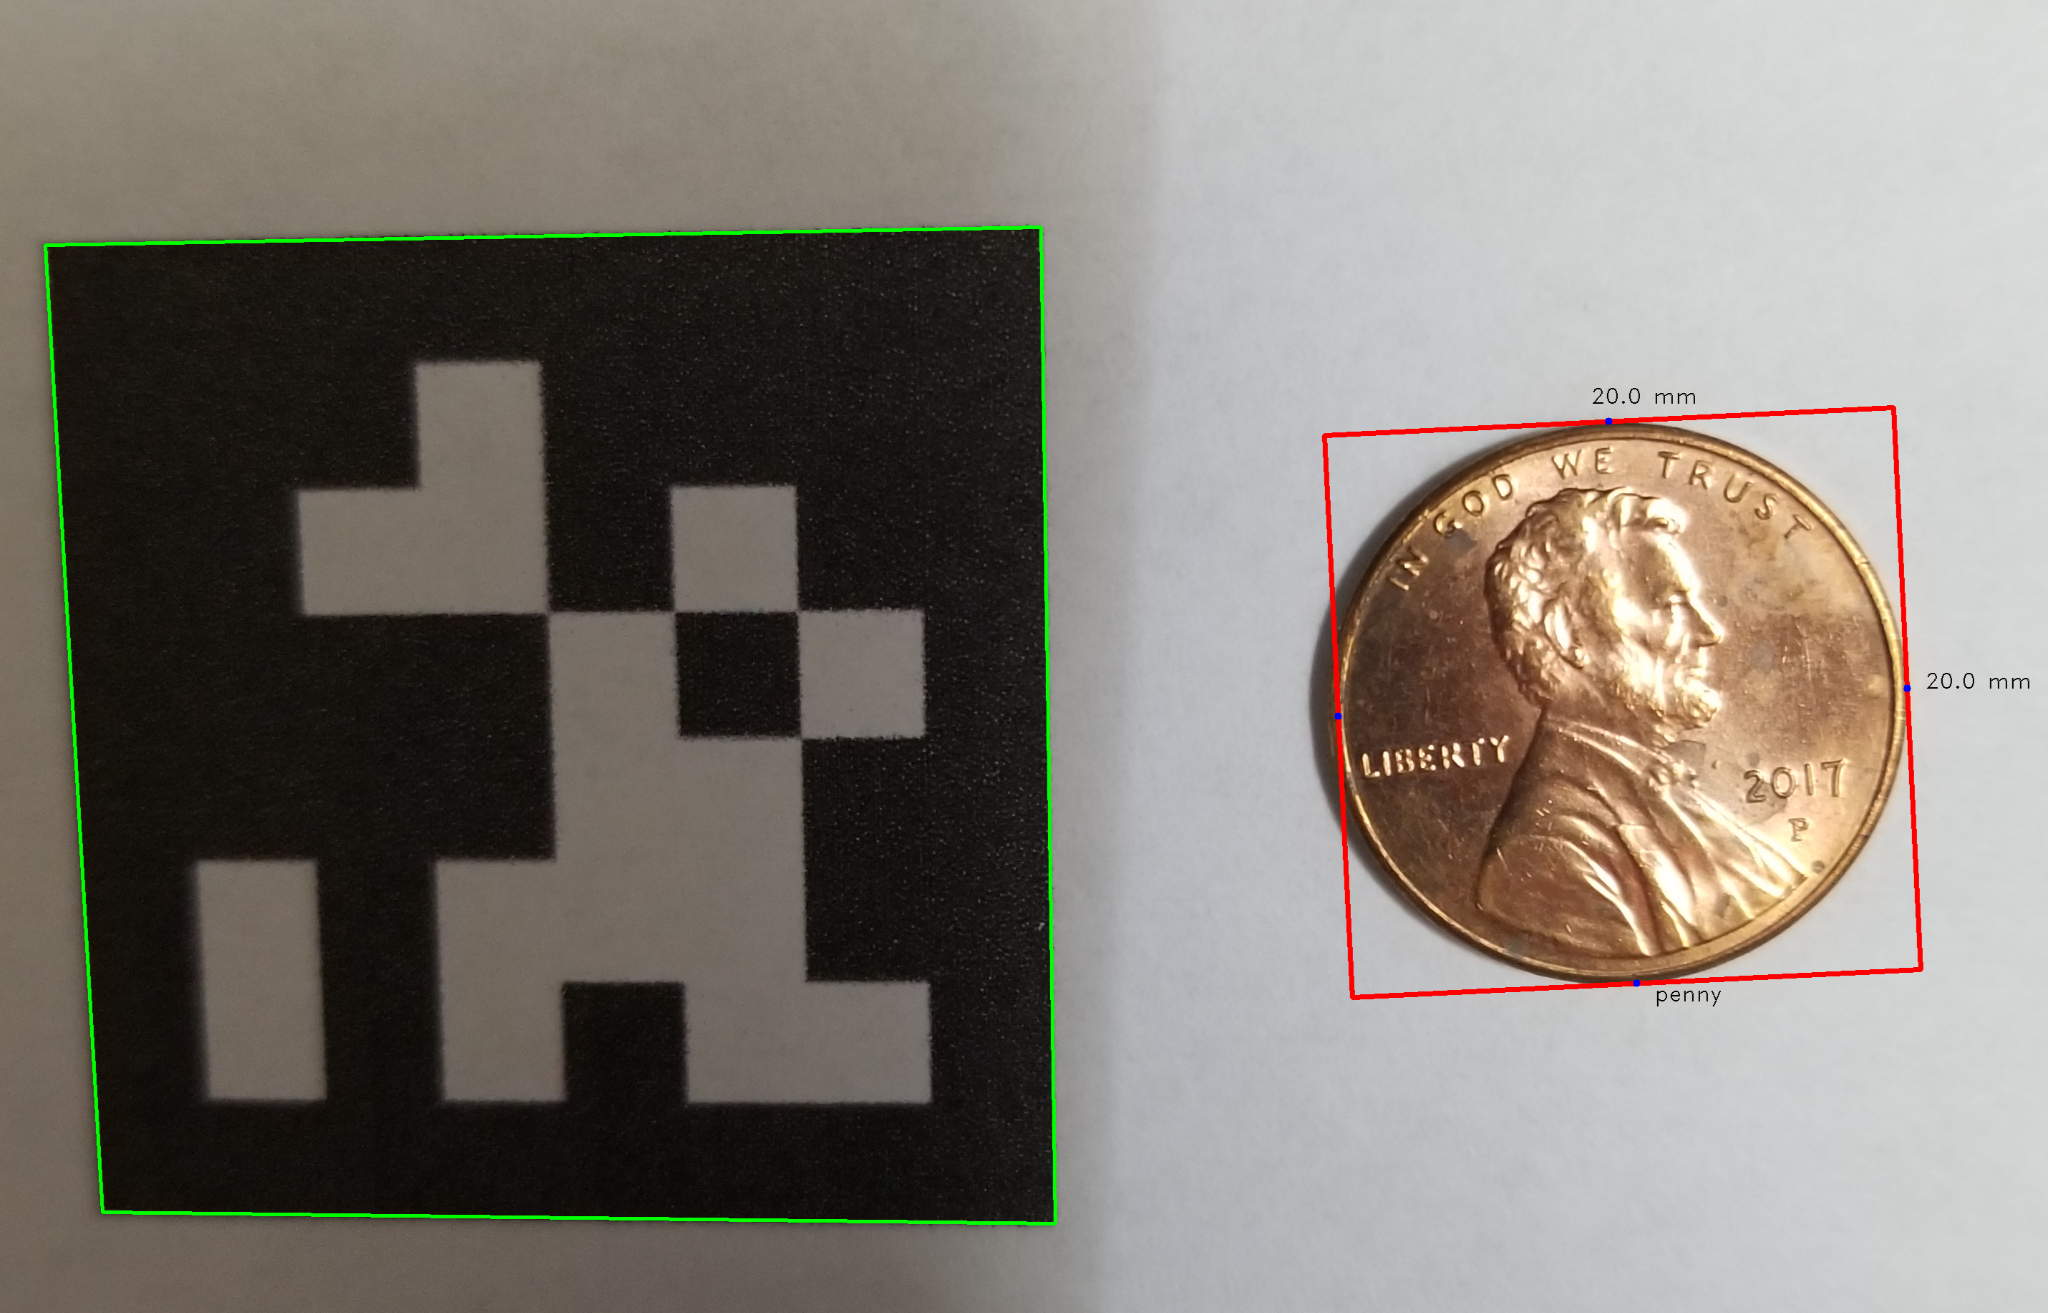 20.0 mm
IN GOD WE TRUST
20.0 mm
LIBERTY
2017
P
penny